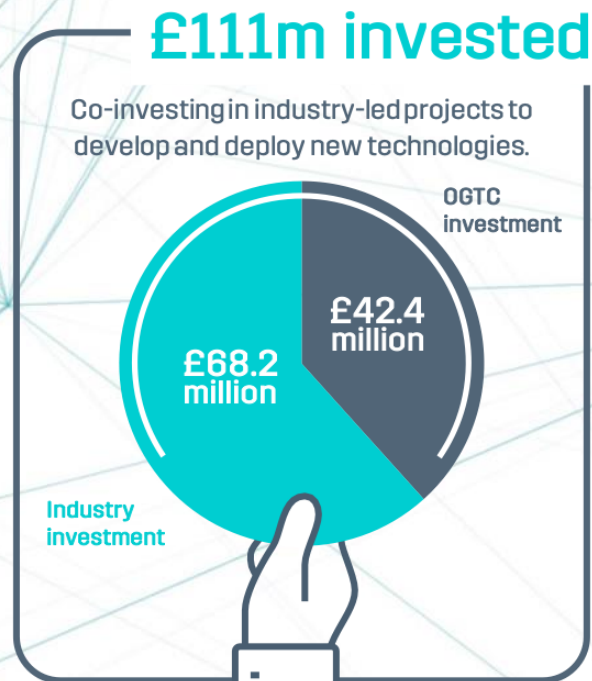 £111m invested
Co-investing in industry-led projects to
develop and deploy new technologies.
OGTC
investment
£42.4
million
£68.2
million
Industry
investment